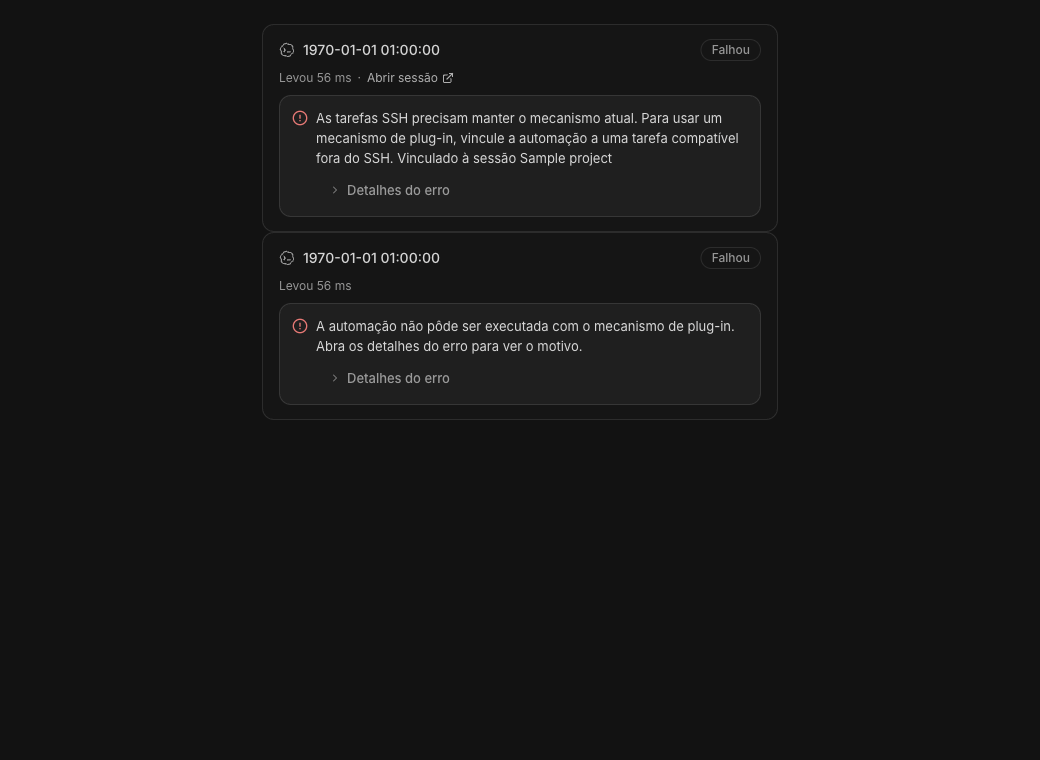 1970-01-01 01:00:00
Falhou
Levou 56 ms · Abrir sessão
As tarefas SSH precisam manter o mecanismo atual. Para usar um
mecanismo de plug-in, vincule a automação a uma tarefa compatível
fora do SSH. Vinculado à sessão Sample project
Detalhes do erro
1970-01-01 01:00:00
Falhou
Levou 56 ms
A automação não pôde ser executada com o mecanismo de plug-in.
Abra os detalhes do erro para ver o motivo.
Detalhes do erro